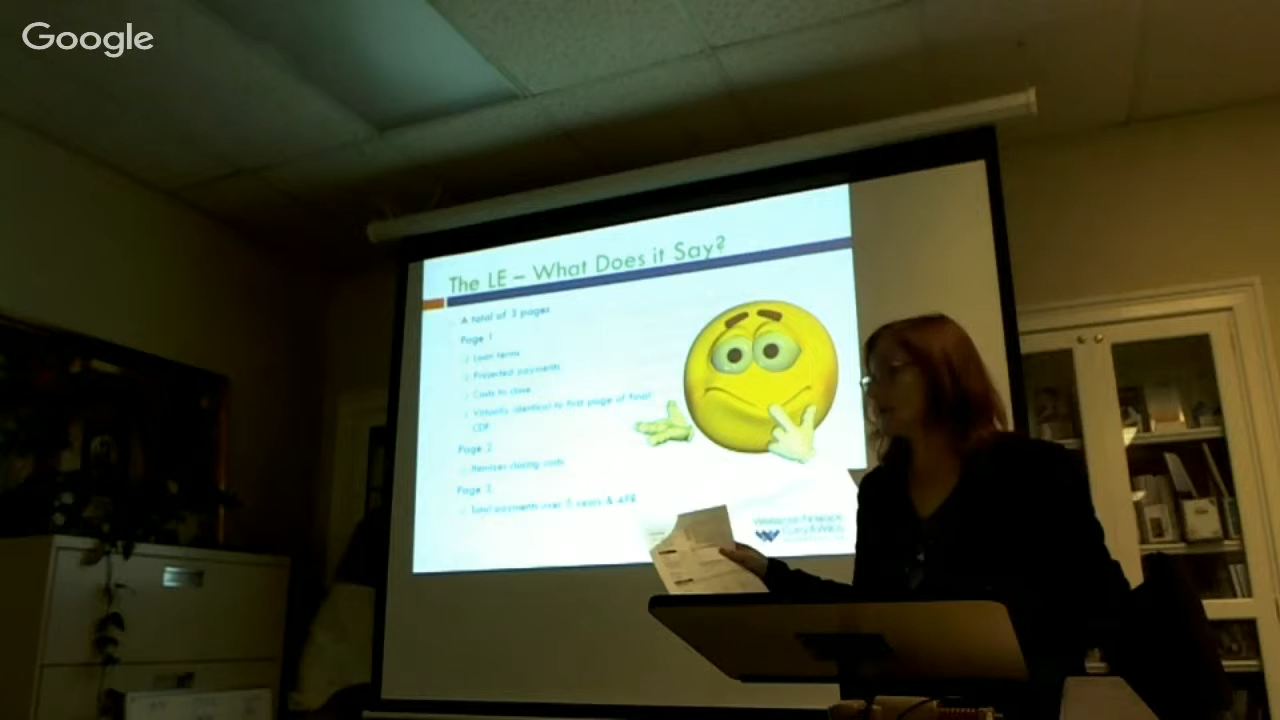 Google
The LE – What Does it Say?
A total of 3 pages
Page 1
Loan terms
Projected payments
Costs to close
Virtually identical to first page of final
CDF
Page 2
Itemizes closing costs
Page 3
Total payments over 5 years & APR